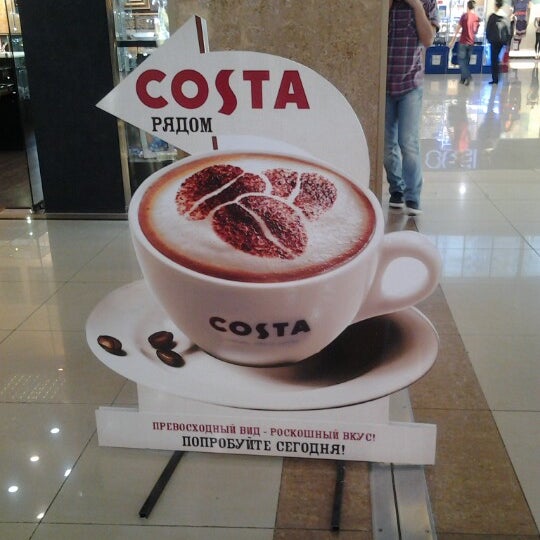 COSTA
РЯДОМ
COSTA
ПРЕВОСХОДНЫЙ ВИД - РОСКОШНЫЙ ВКУС!
ПОПРОБУЙТЕ СЕГОДНЯ!